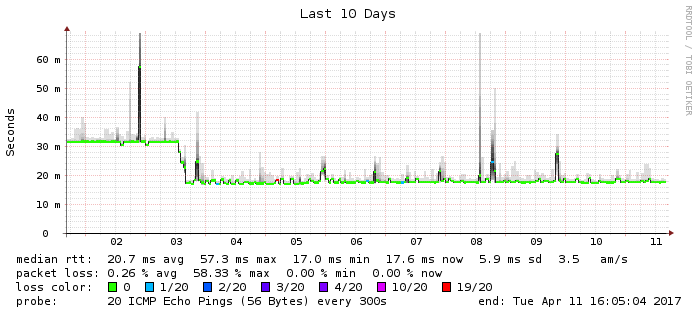 Last 10 Days
RRDTOOL / TOBI OETIKER
Seconds
60 m
50 m
40 m
30 m
20 m
10 m
0
02 03 04 05 06 07 08 09 10 11
median rtt: 20.7 ms avg 57.3 ms max 17.0 ms min 17.6 ms now 5.9 ms sd 3.5 am/s
packet loss: 0.26 % avg 58.33 % max 0.00 % min 0.00 % now
loss color: 0 1/20 2/20 3/20 4/20 10/20 19/20
probe: 20 ICMP Echo Pings (56 Bytes) every 300s end: Tue Apr 11 16:05:04 2017